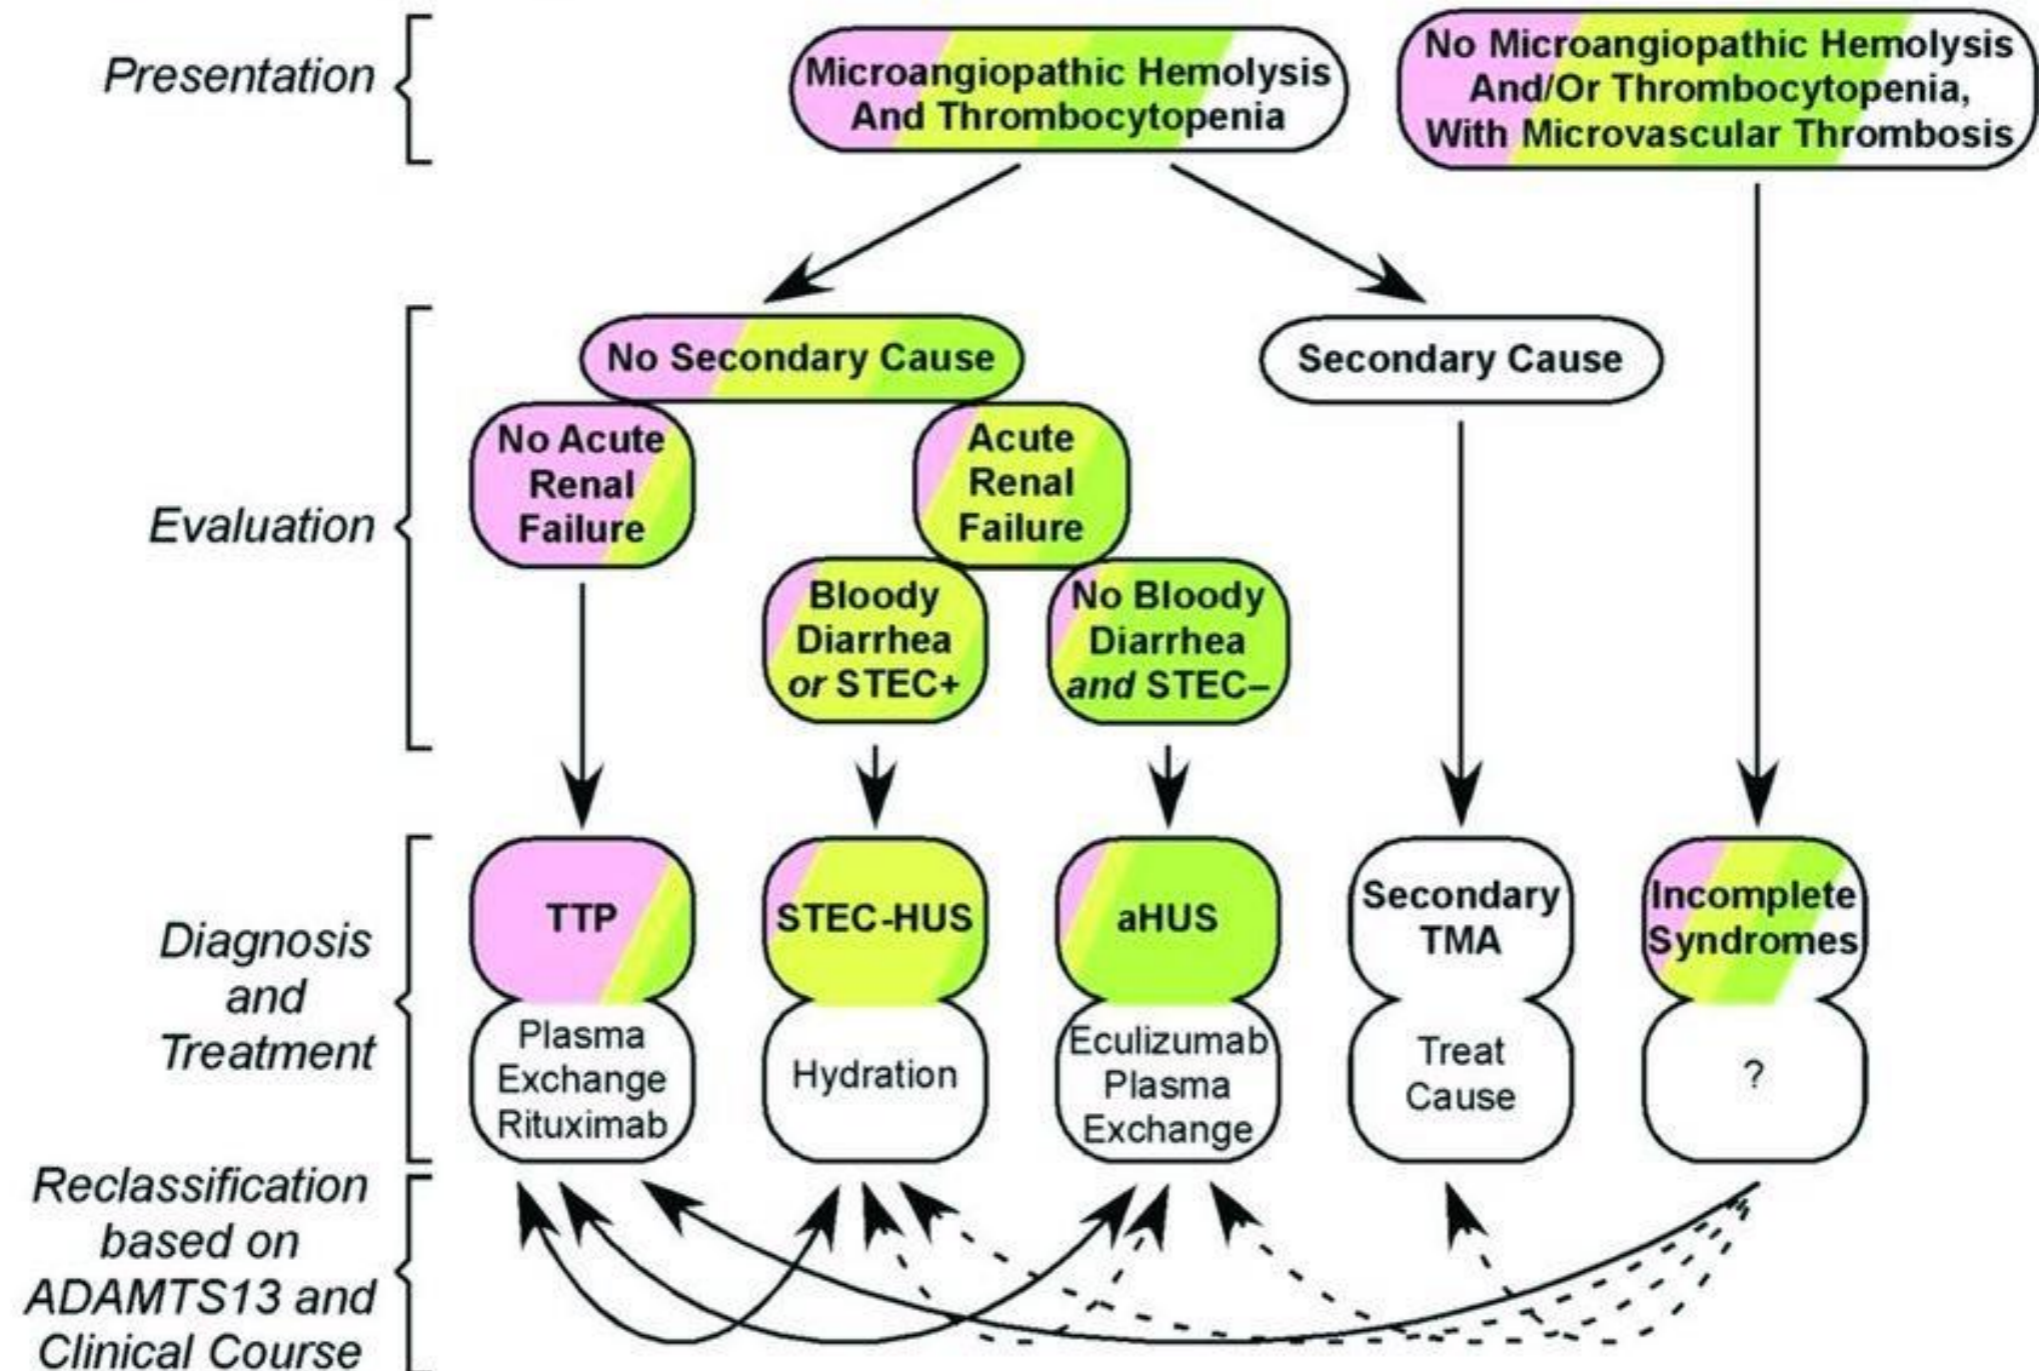 Presentation
Microangiopathic Hemolysis
And Thrombocytopenia
No Microangiopathic Hemolysis
And/Or Thrombocytopenia,
With Microvascular Thrombosis
Evaluation
No Secondary Cause
Secondary Cause
No Acute
Renal
Failure
Acute
Renal
Failure
Bloody
Diarrhea
or STEC+
No Bloody
Diarrhea
and STEC–
Diagnosis
and
Treatment
TTP
STEC-HUS
aHUS
Secondary
TMA
Incomplete
Syndromes
Plasma
Exchange
Rituximab
Hydration
Eculizumab
Plasma
Exchange
Treat
Cause
?
Reclassification
based on
ADAMTS13 and
Clinical Course